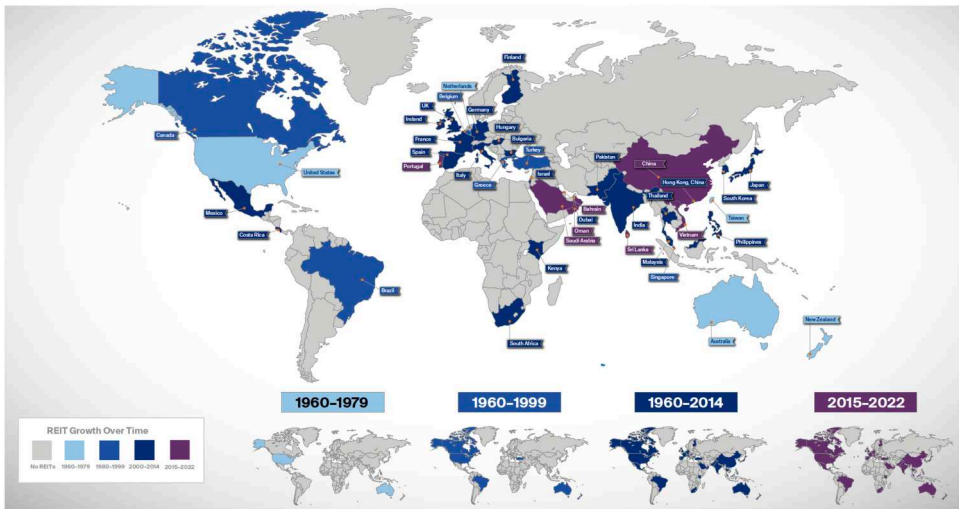 Finland
Netherlands
Belgium
Germany
UK
Ireland
Hungary
France
Bulgaria
Spain
Turkey
Portugal
Italy
Greece
Israel
Canada
United States
Mexico
Costa Rica
Brazil
Pakistan
China
Hong Kong, China
Thailand
Japan
South Korea
Taiwan
Bahrain
Dubai
Oman
Saudi Arabia
India
Vietnam
Sri Lanka
Philippines
Malaysia
Singapore
Kenya
South Africa
New Zealand
Australia
1960–1979
1960–1999
1960–2014
2015–2022
REIT Growth Over Time
No REITs
1960–1979
1980–1999
2000–2014
2015–2022